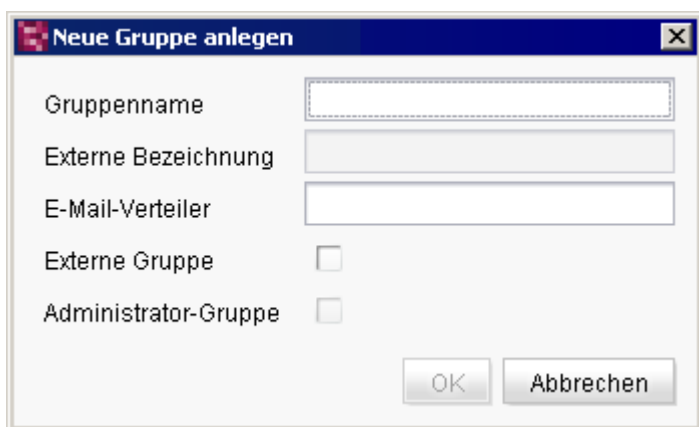 Neue Gruppe anlegen
Gruppenname
Externe Bezeichnung
E-Mail-Verteiler
Externe Gruppe
Administrator-Gruppe
OK Abbrechen